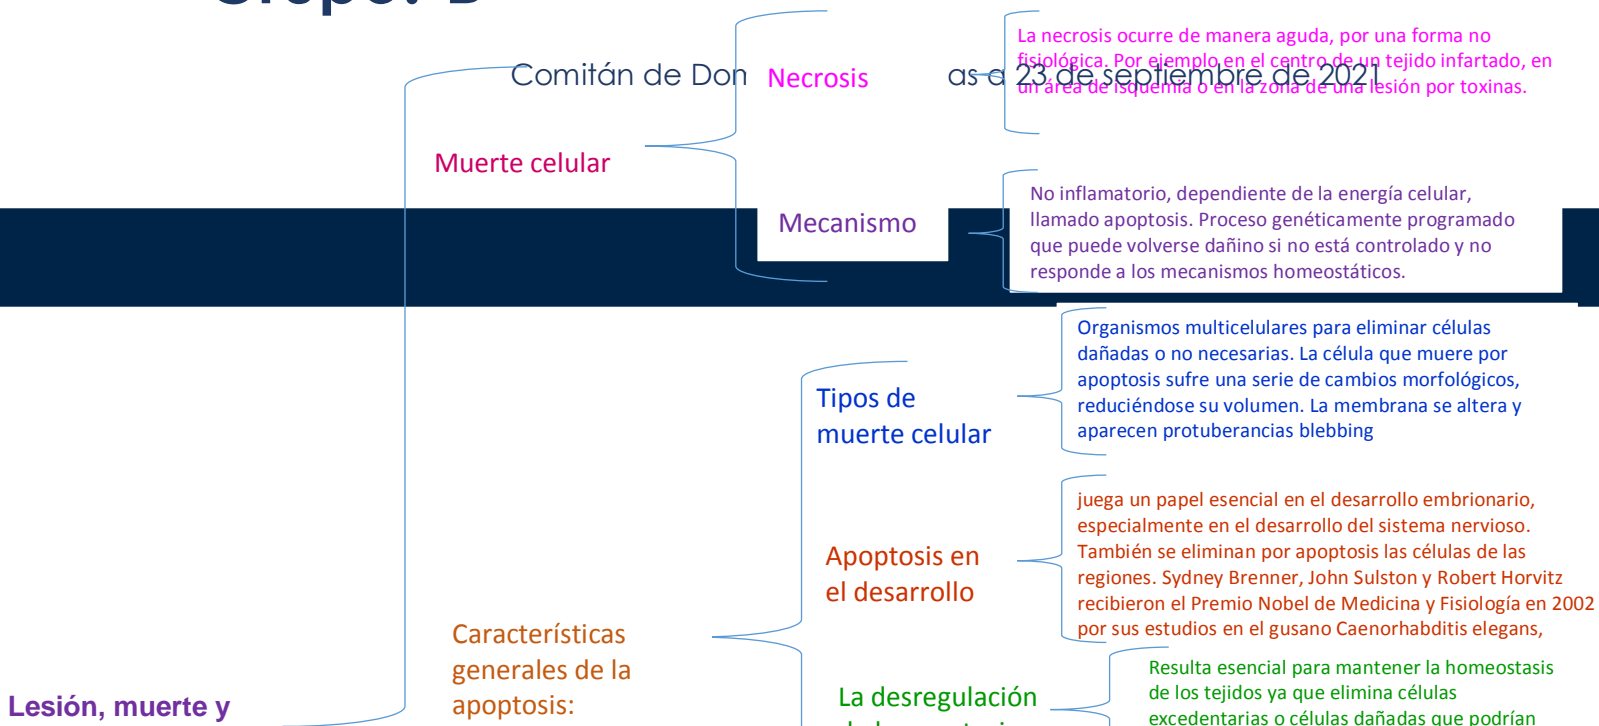 Comitán de Dom
as a 23 de septiembre de 2021
Necrosis
La necrosis ocurre de manera aguda, por una forma no
fisiológica. Por ejemplo en el centro de un tejido infartado, en
un área de isquemia o en la zona de una lesión por toxinas.
Muerte celular
Mecanismo
No inflamatorio, dependiente de la energía celular,
llamado apoptosis. Proceso genéticamente programado
que puede volverse dañino si no está controlado y no
responde a los mecanismos homeostáticos.
Tipos de
muerte celular
Organismos multicelulares para eliminar células
dañadas o no necesarias. La célula que muere por
apoptosis sufre una serie de cambios morfológicos,
reduciéndose su volumen. La membrana se altera y
aparecen protuberancias blebbing
Apoptosis en
el desarrollo
juega un papel esencial en el desarrollo embrionario,
especialmente en el desarrollo del sistema nervioso.
También se eliminan por apoptosis las células de las
regiones. Sydney Brenner, John Sulston y Robert Horvitz
recibieron el Premio Nobel de Medicina y Fisiología en 2002
por sus estudios en el gusano Caenorhabditis elegans,
Características
generales de la
apoptosis:
La desregulación
Resulta esencial para mantener la homeostasis
de los tejidos ya que elimina células
excedentarias o células dañadas que podrían
Lesión, muerte y